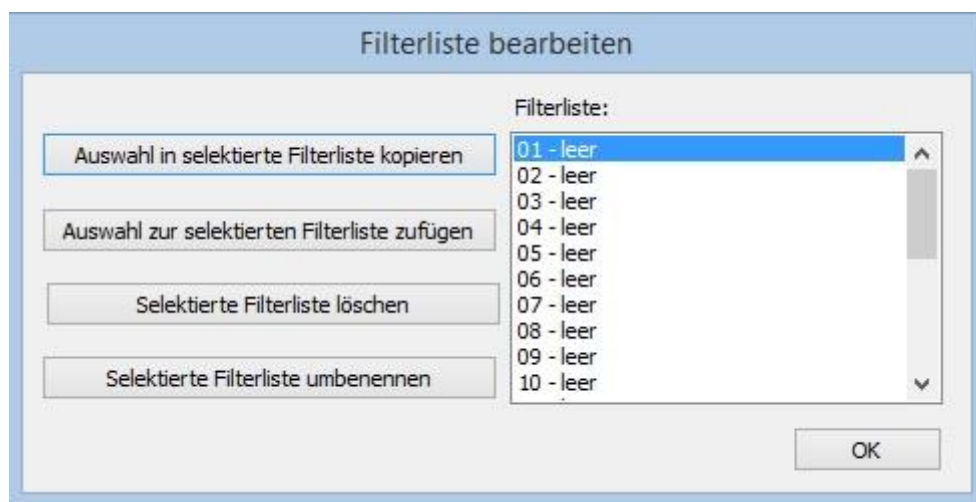 Filterliste bearbeiten
Filterliste:
Auswahl in selektierte Filterliste kopieren
Auswahl zur selektierten Filterliste zufügen
Selektierte Filterliste löschen
Selektierte Filterliste umbenennen
01 - leer
02 - leer
03 - leer
04 - leer
05 - leer
06 - leer
07 - leer
08 - leer
09 - leer
10 - leer
OK